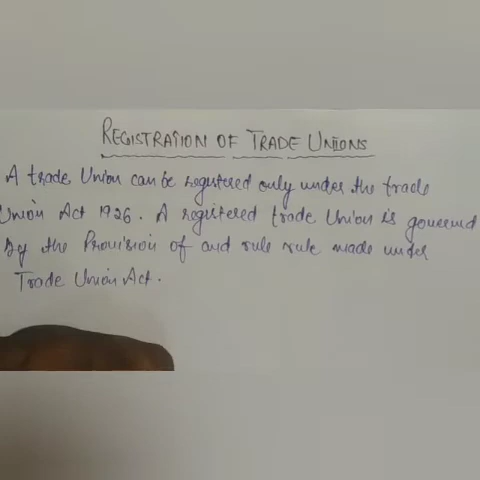 REGISTRATION OF TRADE UNIONS
A trade Union can be registered only under the trade
Union Act 1926. A registered trade Union is governed
By the Provision of and rule rule made under
Trade Union Act.